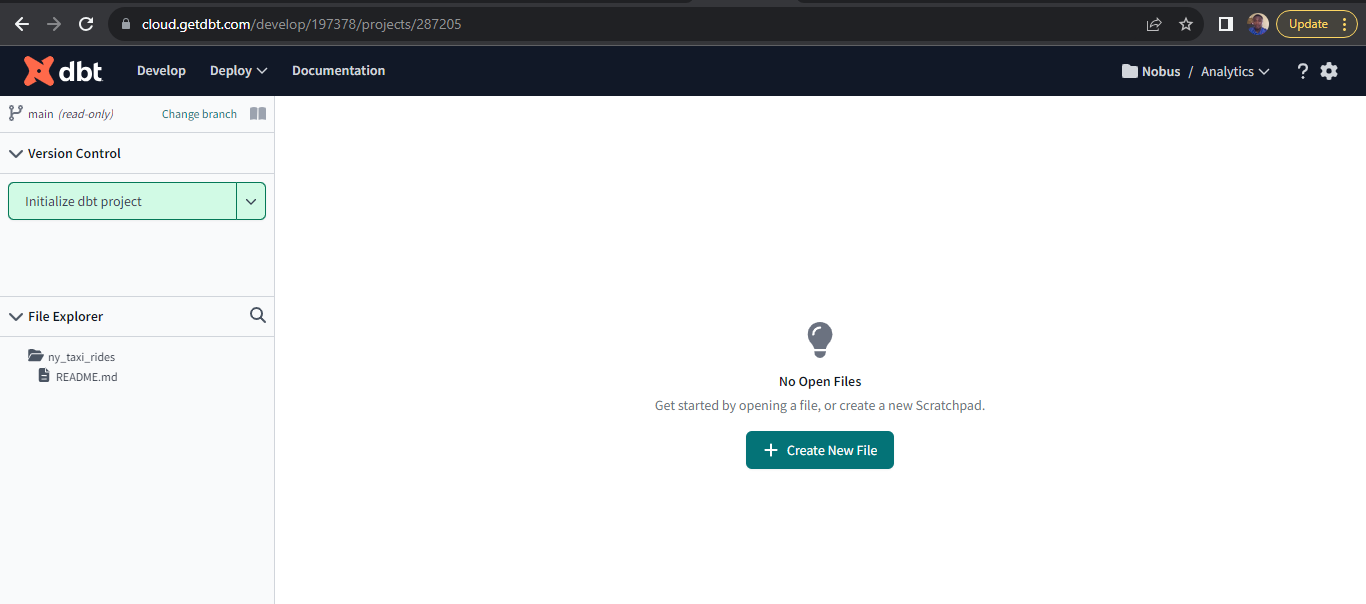 cloud.getdbt.com/develop/197378/projects/287205
Update
dbt
Develop
Deploy
Documentation
Nobus / Analytics
?
main (read-only)
Change branch
Version Control
Initialize dbt project
File Explorer
ny_taxi_rides
README.md
No Open Files
Get started by opening a file, or create a new Scratchpad.
+ Create New File